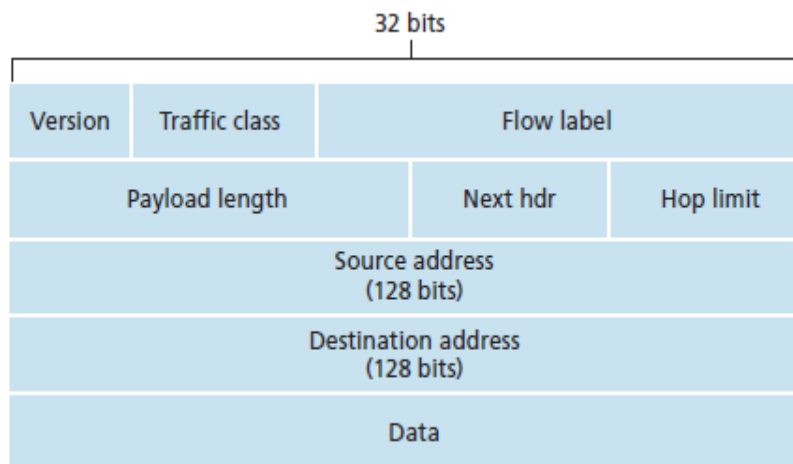 32 bits
Version Traffic class Flow label
Payload length Next hdr Hop limit
Source address
(128 bits)
Destination address
(128 bits)
Data